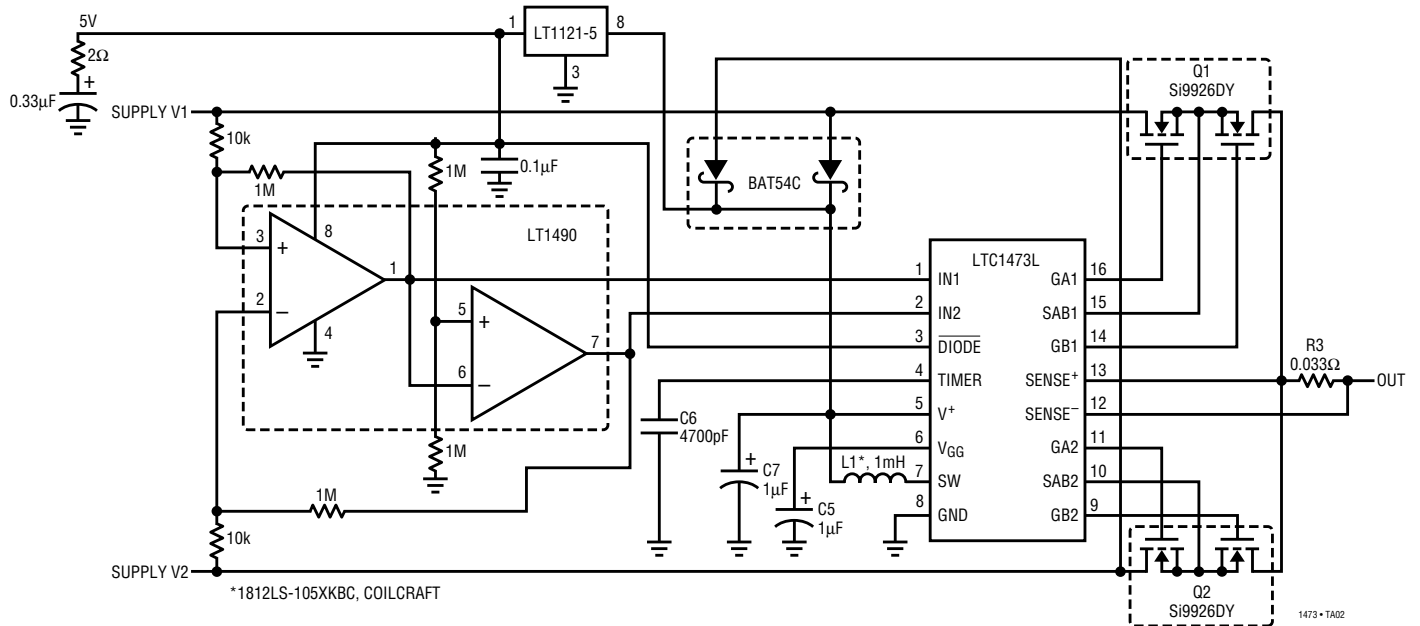 5V
1
LT1121-5
8
2Ω
3
+
0.33µF
Q1
Si9926DY
SUPPLY V1
10k
1M
1M
0.1µF
BAT54C
LT1490
8
3
+
1
2
–
4
5
+
7
6
–
1M
1M
10k
SUPPLY V2
*1812LS-105XKBC, COILCRAFT
LTC1473L
1 IN1
2 IN2
3 DIODE
4 TIMER
5 V+
6 VGG
7 SW
8 GND
GA1 16
SAB1 15
GB1 14
SENSE+ 13
SENSE– 12
GA2 11
SAB2 10
GB2 9
C6
4700pF
+
C7
1µF
L1*, 1mH
+
C5
1µF
R3
0.033Ω
OUT
Q2
Si9926DY
1473 • TA02